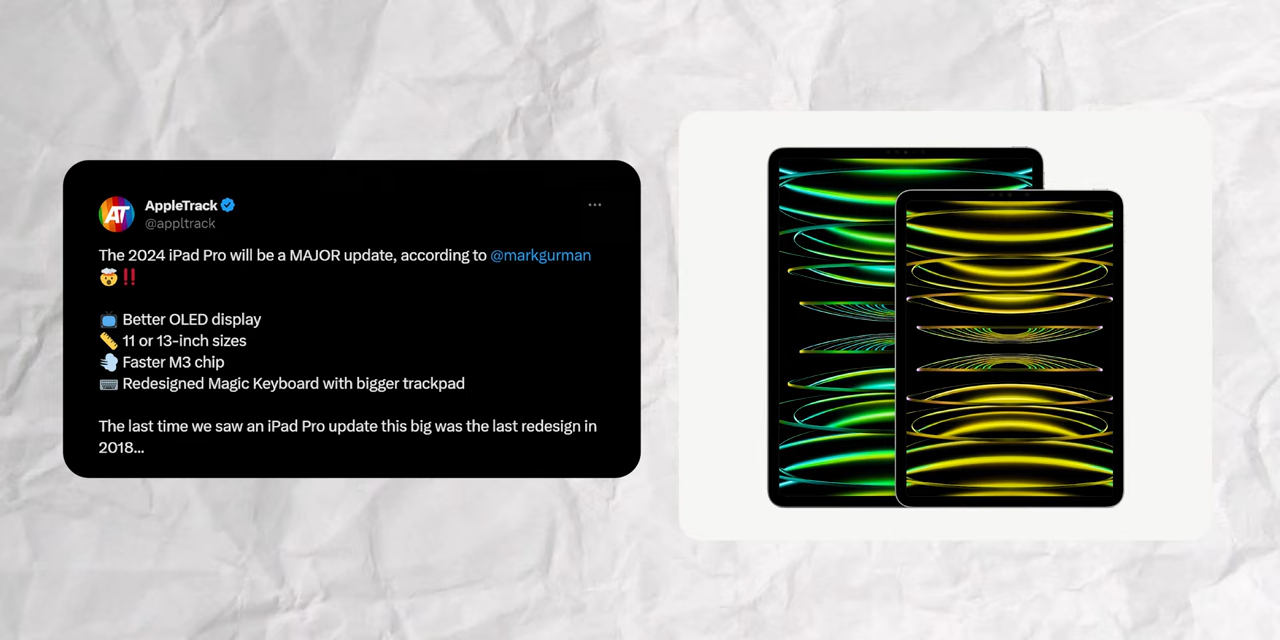 AT
AppleTrack
@appltrack
The 2024 iPad Pro will be a MAJOR update, according to @markgurman
🤯‼️
📺 Better OLED display
📏 11 or 13-inch sizes
💨 Faster M3 chip
⌨️ Redesigned Magic Keyboard with bigger trackpad
The last time we saw an iPad Pro update this big was the last redesign in
2018...